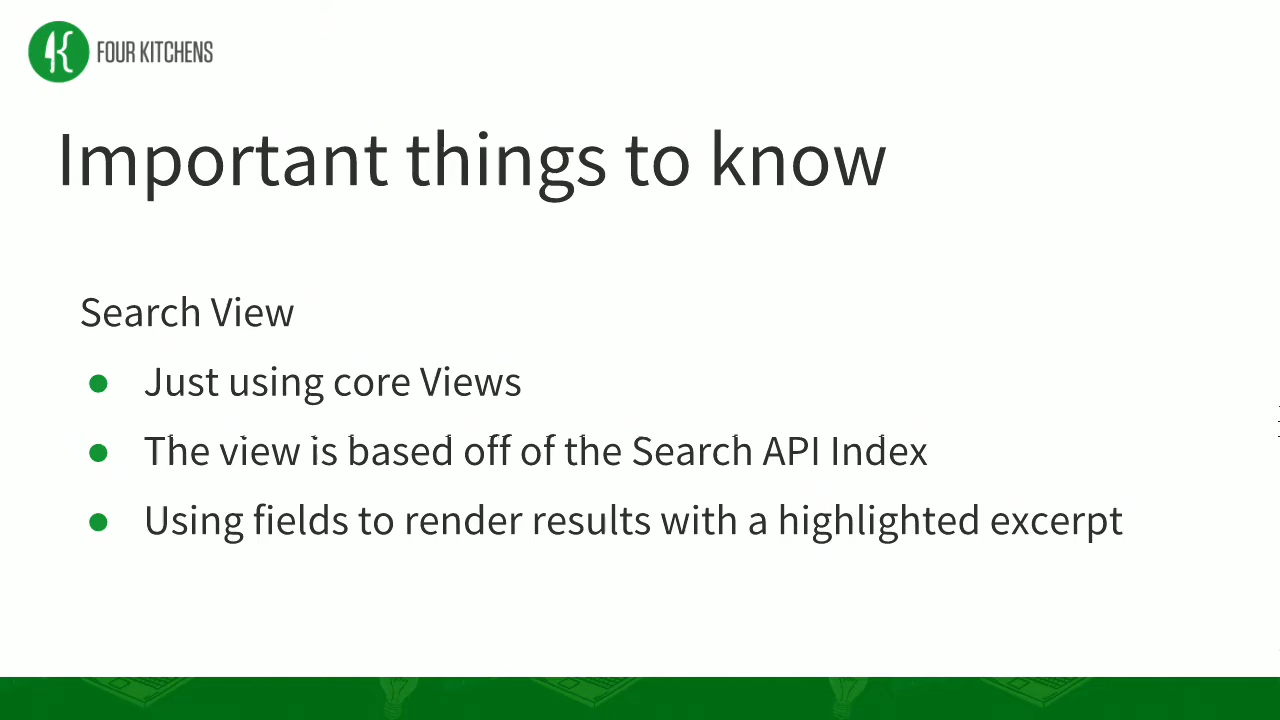 FOUR KITCHENS
Important things to know
Search View
Just using core Views
The view is based off of the Search API Index
Using fields to render results with a highlighted excerpt